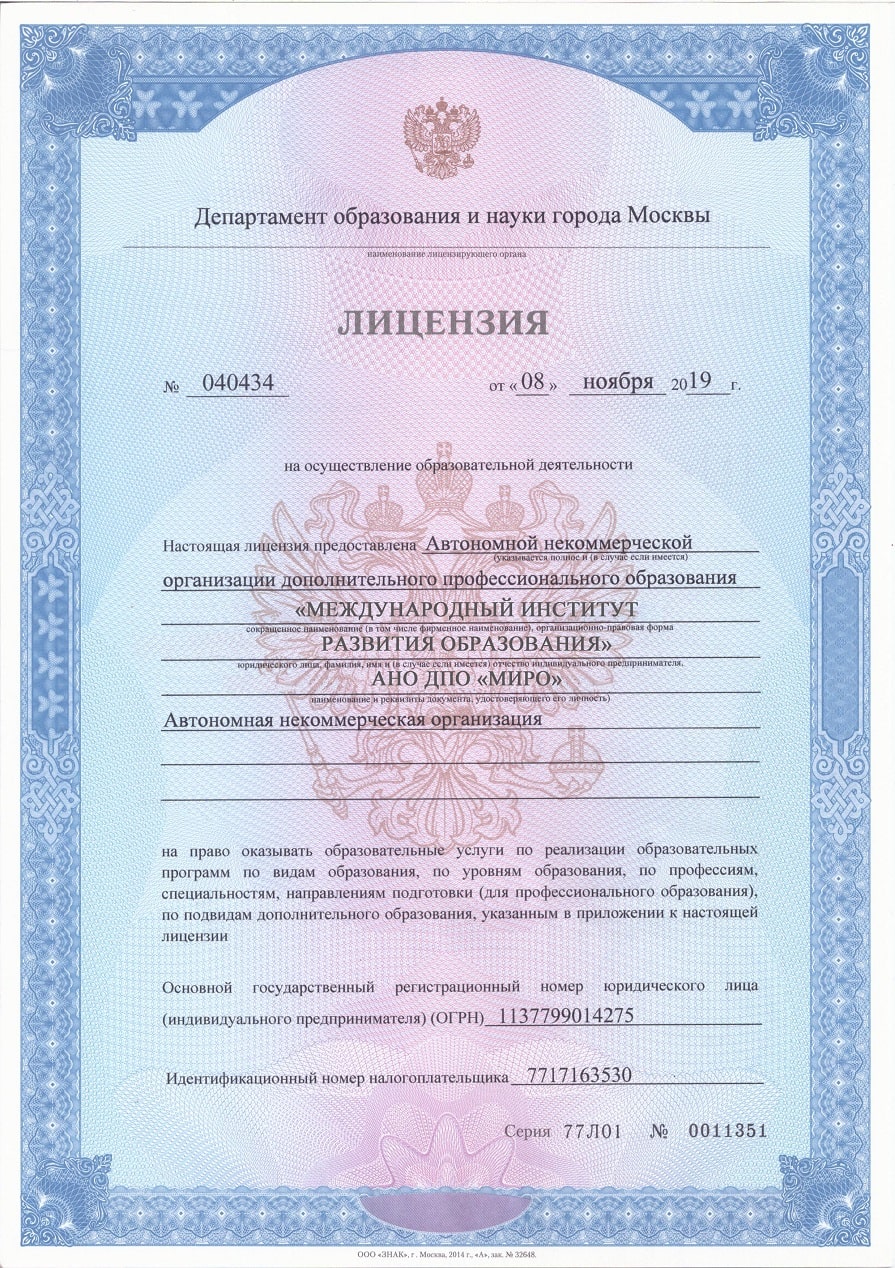 Департамент образования и науки города Москвы
наименование лицензирующего органа
ЛИЦЕНЗИЯ
№ 040434 от «08» ноября 2019 г.
на осуществление образовательной деятельности
Настоящая лицензия предоставлена Автономной некоммерческой
(указывается полное и (в случае если имеется)
организации дополнительного профессионального образования
«МЕЖДУНАРОДНЫЙ ИНСТИТУТ
сокращенное наименование (в том числе фирменное наименование), организационно-правовая форма
РАЗВИТИЯ ОБРАЗОВАНИЯ»
юридического лица, фамилия, имя и (в случае если имеется) отчество индивидуального предпринимателя,
АНО ДПО «МИРО»
наименование и реквизиты документа, удостоверяющего его личность)
Автономная некоммерческая организация
на право оказывать образовательные услуги по реализации образовательных
программ по видам образования, по уровням образования, по профессиям,
специальностям, направлениям подготовки (для профессионального образования),
по подвидам дополнительного образования, указанным в приложении к настоящей
лицензии
Основной государственный регистрационный номер юридического лица
(индивидуального предпринимателя) (ОГРН) 1137799014275
Идентификационный номер налогоплательщика 7717163530
Серия 77Л01 № 0011351
ООО «ЗНАК», г. Москва, 2014 г., «А», зак. № 32648.